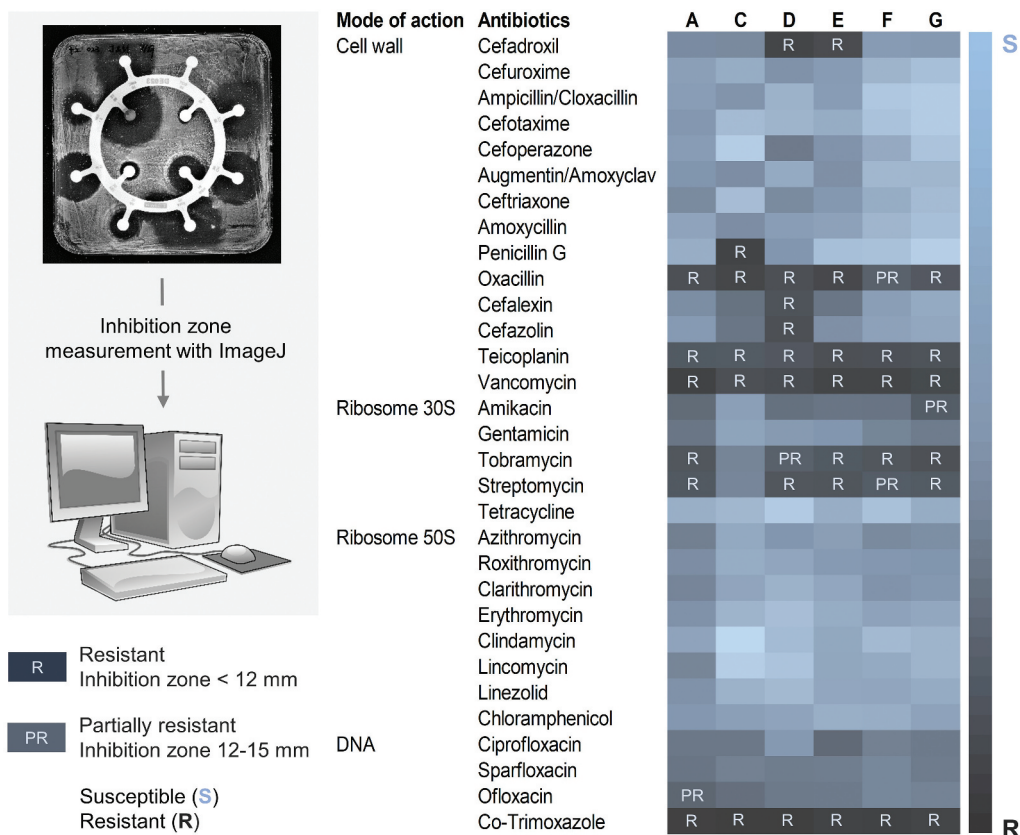 Mode of action Antibiotics A C D E F G
Cell wall Cefadroxil R R
S
Cefuroxime
Ampicillin/Cloxacillin
Cefotaxime
Cefoperazone
Augmentin/Amoxyclav
Ceftriaxone
Amoxycillin
Penicillin G R
Oxacillin R R R R PR R
Cefalexin R
Cefazolin R
Teicoplanin R R R R R R
Vancomycin R R R R R R
Ribosome 30S Amikacin PR
Gentamicin
Tobramycin R PR R R R
Streptomycin R R R PR R
Tetracycline
Ribosome 50S Azithromycin
Roxithromycin
Clarithromycin
Erythromycin
Clindamycin
Lincomycin
Linezolid
Chloramphenicol
DNA Ciprofloxacin
Sparfloxacin
Ofloxacin PR
Co-Trimoxazole R R R R R R
R
Inhibition zone
measurement with ImageJ
R Resistant
Inhibition zone < 12 mm
PR Partially resistant
Inhibition zone 12-15 mm
Susceptible (S)
Resistant (R)